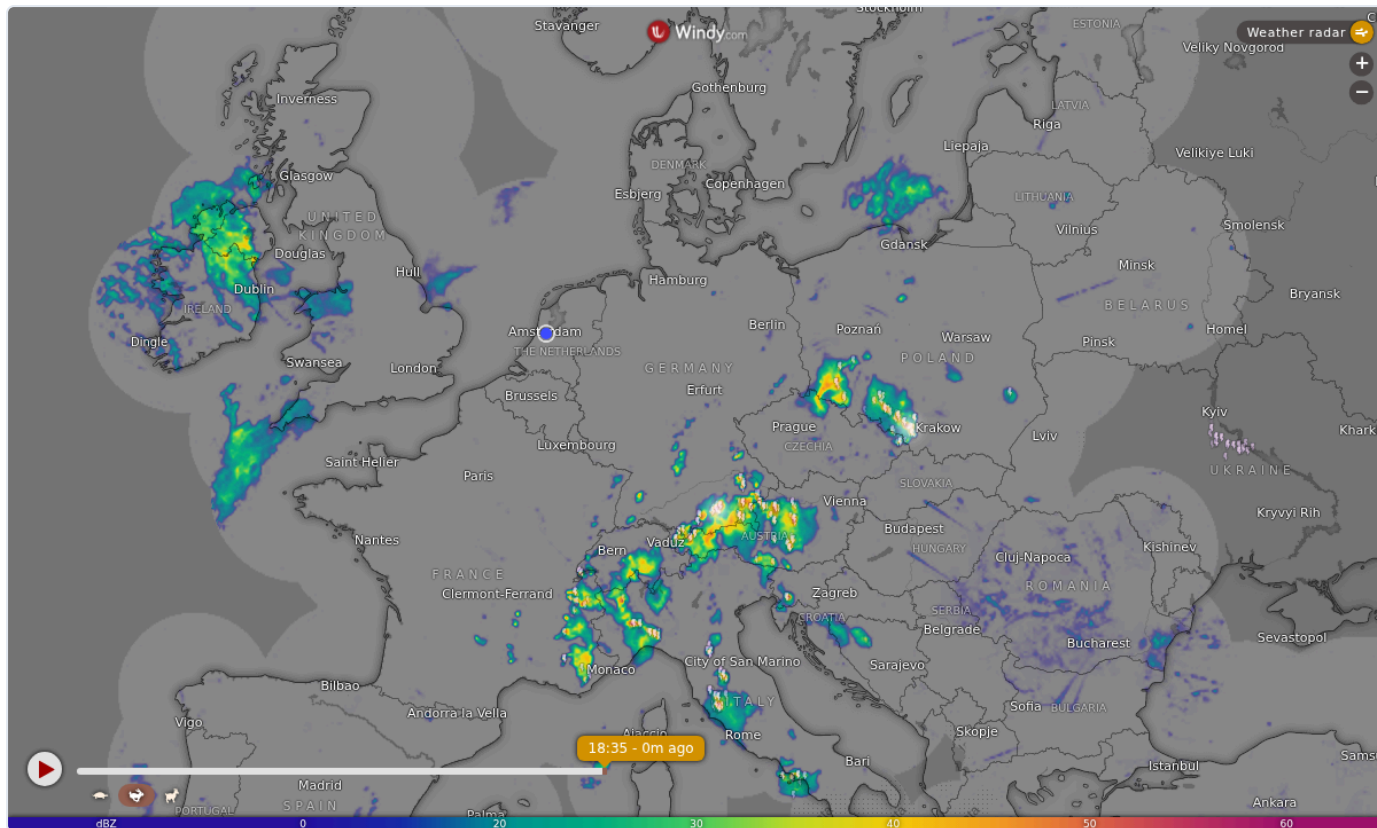 Stockholm
Stavanger
ESTONIA
Windy.com
Weather radar
Veliky Novgorod
+
−
Gothenburg
Inverness
LATVIA
Riga
Liepaja
Velikiye Luki
DENMARK
Glasgow
Copenhagen
Esbjerg
LITHUANIA
UNITED
KINGDOM
Smolensk
Vilnius
Gdansk
Douglas
Minsk
Hull
Hamburg
Dublin
Bryansk
BELARUS
IRELAND
Berlin
Poznań
Homel
Amsterdam
Warsaw
Dingle
Pinsk
THE NETHERLANDS
POLAND
Swansea
London
GERMANY
Erfurt
Brussels
Kyiv
Prague
Krakow
Khark
Lviv
Luxembourg
CZECHIA
Saint Helier
UKRAINE
Paris
SLOVAKIA
Vienna
Kryvyi Rih
Budapest
AUSTRIA
Nantes
Vaduz
Bern
HUNGARY
Kishinev
Cluj-Napoca
FRANCE
ROMANIA
Clermont-Ferrand
Zagreb
SERBIA
CROATIA
Belgrade
Sevastopol
Bucharest
City of San Marino
Sarajevo
Monaco
Bilbao
ITALY
Sofia
BULGARIA
Andorra la Vella
Vigo
Skopje
Ajaccio
Rome
18:35 - 0m ago
Bari
Sams
Istanbul
Madrid
SPAIN
PORTUGAL
Palma
Ankara
dBZ 0 20 30 40 50 60